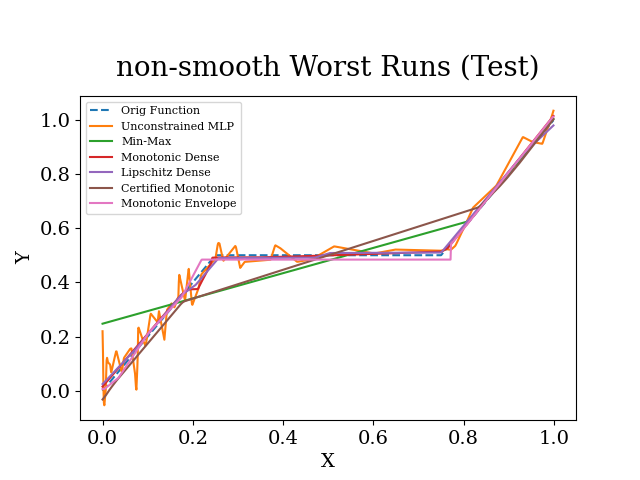 non-smooth Worst Runs (Test)
Orig Function
Unconstrained MLP
Min-Max
Monotonic Dense
Lipschitz Dense
Certified Monotonic
Monotonic Envelope
Y
1.0
0.8
0.6
0.4
0.2
0.0
0.0 0.2 0.4 0.6 0.8 1.0
X